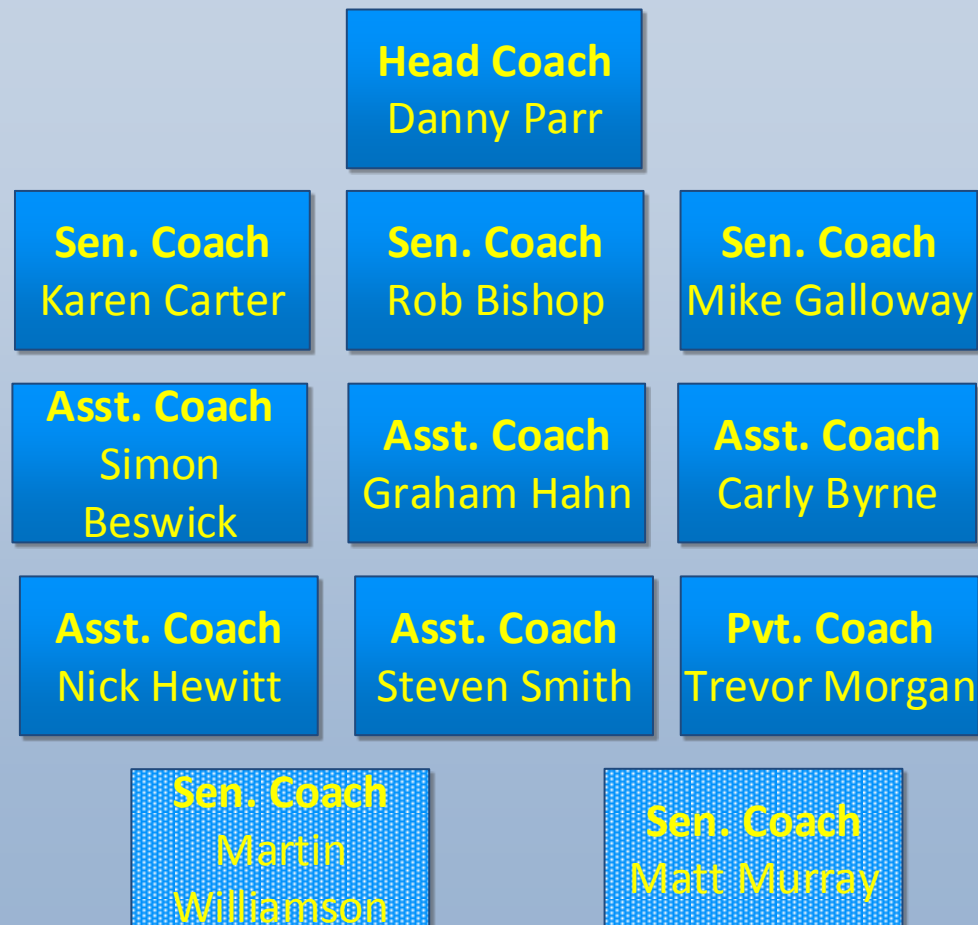 Head Coach
Danny Parr
Sen. Coach
Karen Carter
Sen. Coach
Rob Bishop
Sen. Coach
Mike Galloway
Asst. Coach
Simon
Beswick
Asst. Coach
Graham Hahn
Asst. Coach
Carly Byrne
Asst. Coach
Nick Hewitt
Asst. Coach
Steven Smith
Pvt. Coach
Trevor Morgan
Sen. Coach
Martin
Williamson
Sen. Coach
Matt Murray